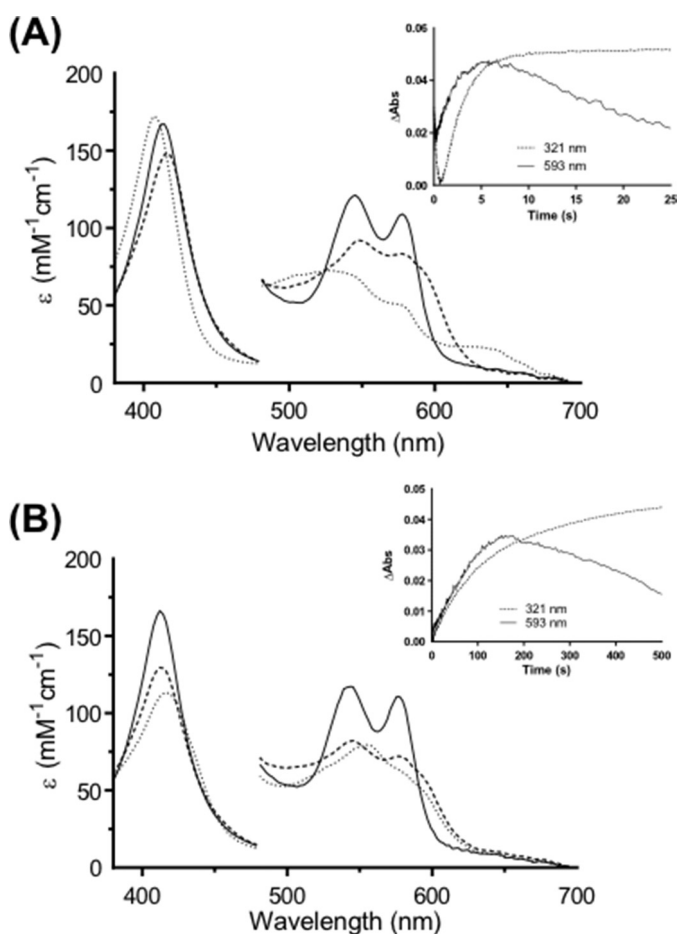 (A)
200
150
100
50
0
ε (mM⁻¹cm⁻¹)
400
500
600
700
Wavelength (nm)
0.06
0.04
0.02
0.00
ΔAbs
321 nm
593 nm
0
5
10
15
20
25
Time (s)
(B)
200
150
100
50
0
ε (mM⁻¹cm⁻¹)
400
500
600
700
Wavelength (nm)
0.05
0.04
0.03
0.02
0.01
0.00
ΔAbs
321 nm
593 nm
0
100
200
300
400
500
Time (s)